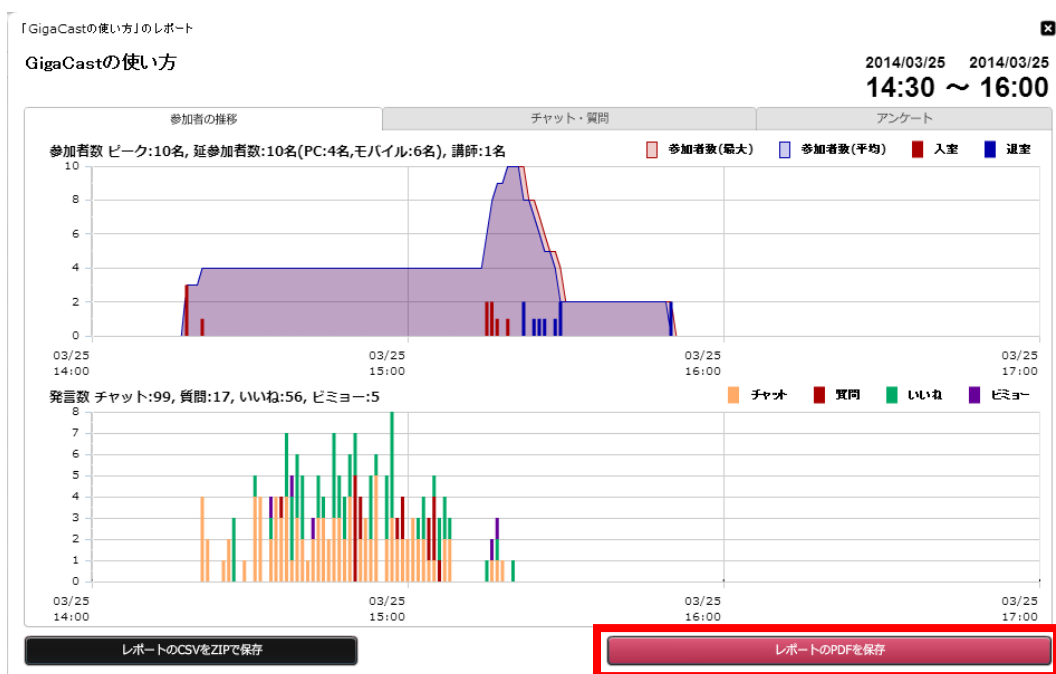 「GigaCastの使い方」のレポート
GigaCastの使い方
2014/03/25 2014/03/25
14:30 ～ 16:00
参加者の推移 チャット・質問 アンケート
参加者数 ピーク:10名, 延参加者数:10名(PC:4名,モバイル:6名), 講師:1名
参加者数(最大) 参加者数(平均) 入室 退室
10
8
6
4
2
0
03/25 03/25 03/25 03/25
14:00 15:00 16:00 17:00
発言数 チャット:99, 質問:17, いいね:56, ビミョー:5
チャット 質問 いいね ビミョー
8
7
6
5
4
3
2
1
0
03/25 03/25 03/25 03/25
14:00 15:00 16:00 17:00
レポートのCSVをZIPで保存 レポートのPDFを保存